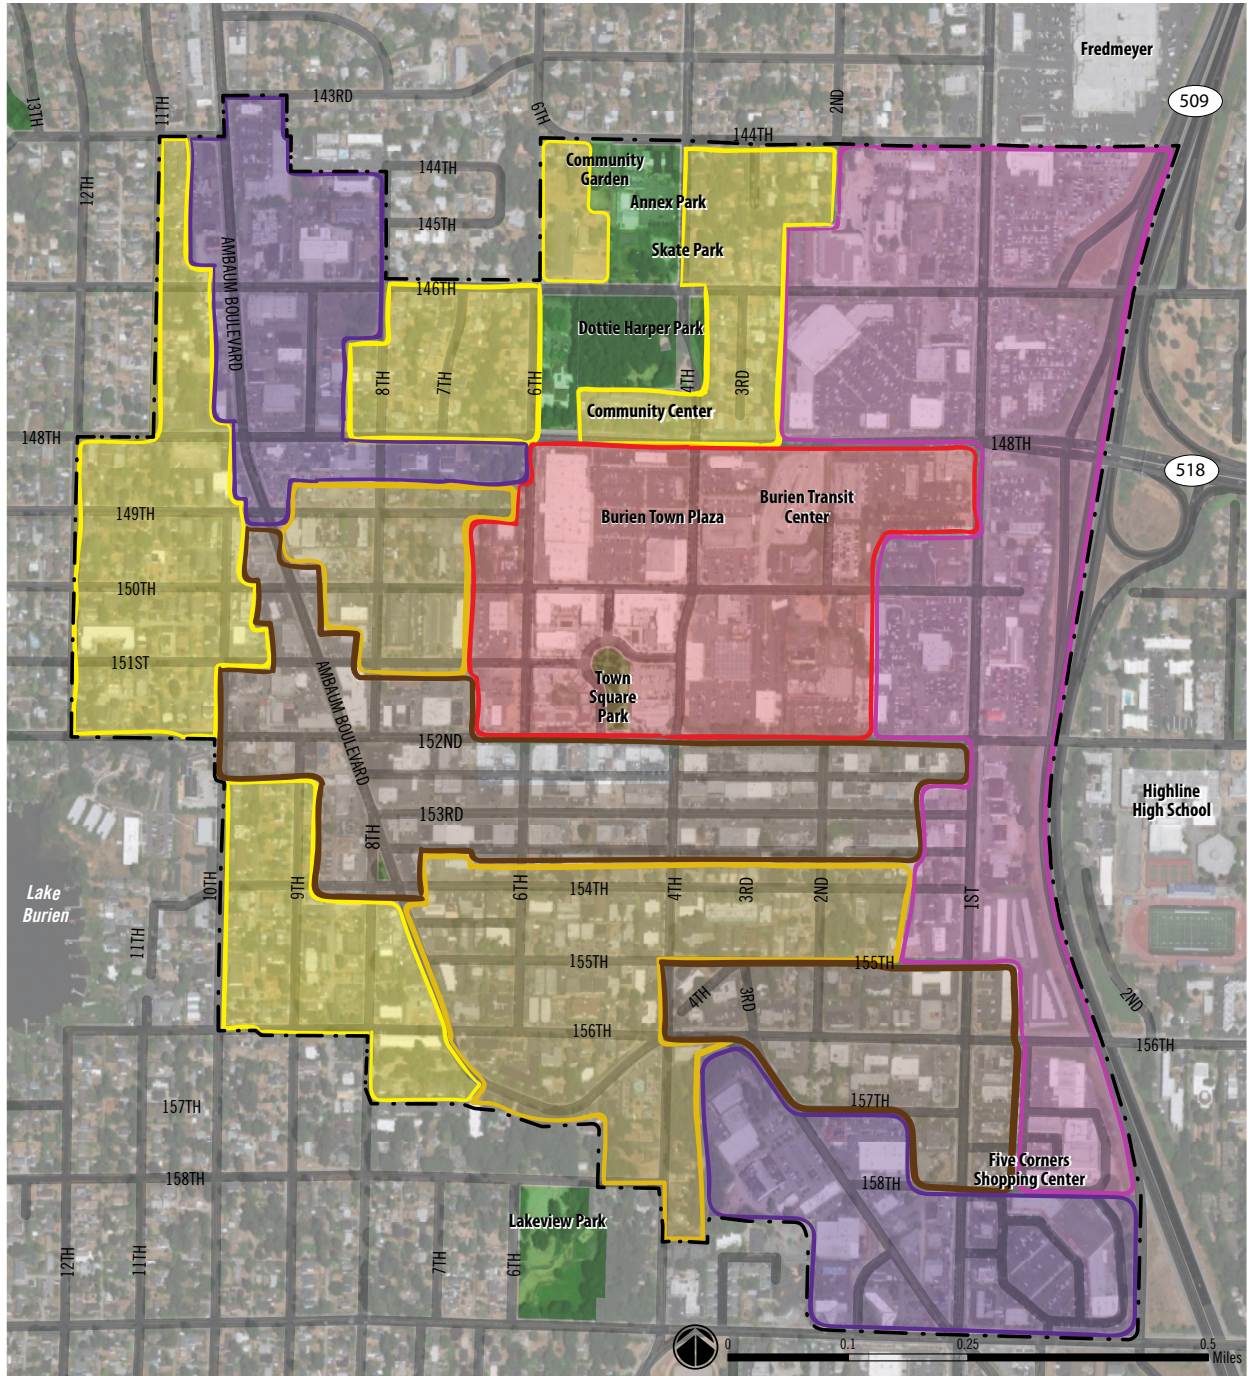 Fredmeyer
509
13TH
11TH
143RD
6TH
2ND
144TH
12TH
144TH
145TH
Community
Garden
Annex Park
Skate Park
AMBAUM BOULEVARD
146TH
Dottie Harper Park
8TH
7TH
6TH
4TH
3RD
Community Center
148TH
148TH
518
149TH
Burien Town Plaza
Burien Transit
Center
150TH
151ST
AMBAUM BOULEVARD
Town
Square
Park
152ND
153RD
8TH
Highline
High School
Lake
Burien
10TH
9TH
6TH
154TH
4TH
3RD
2ND
1ST
11TH
155TH
155TH
4TH
3RD
2ND
156TH
156TH
157TH
157TH
158TH
158TH
Five Corners
Shopping Center
Lakeview Park
12TH
11TH
7TH
6TH
0
0.1
0.25
0.5
Miles